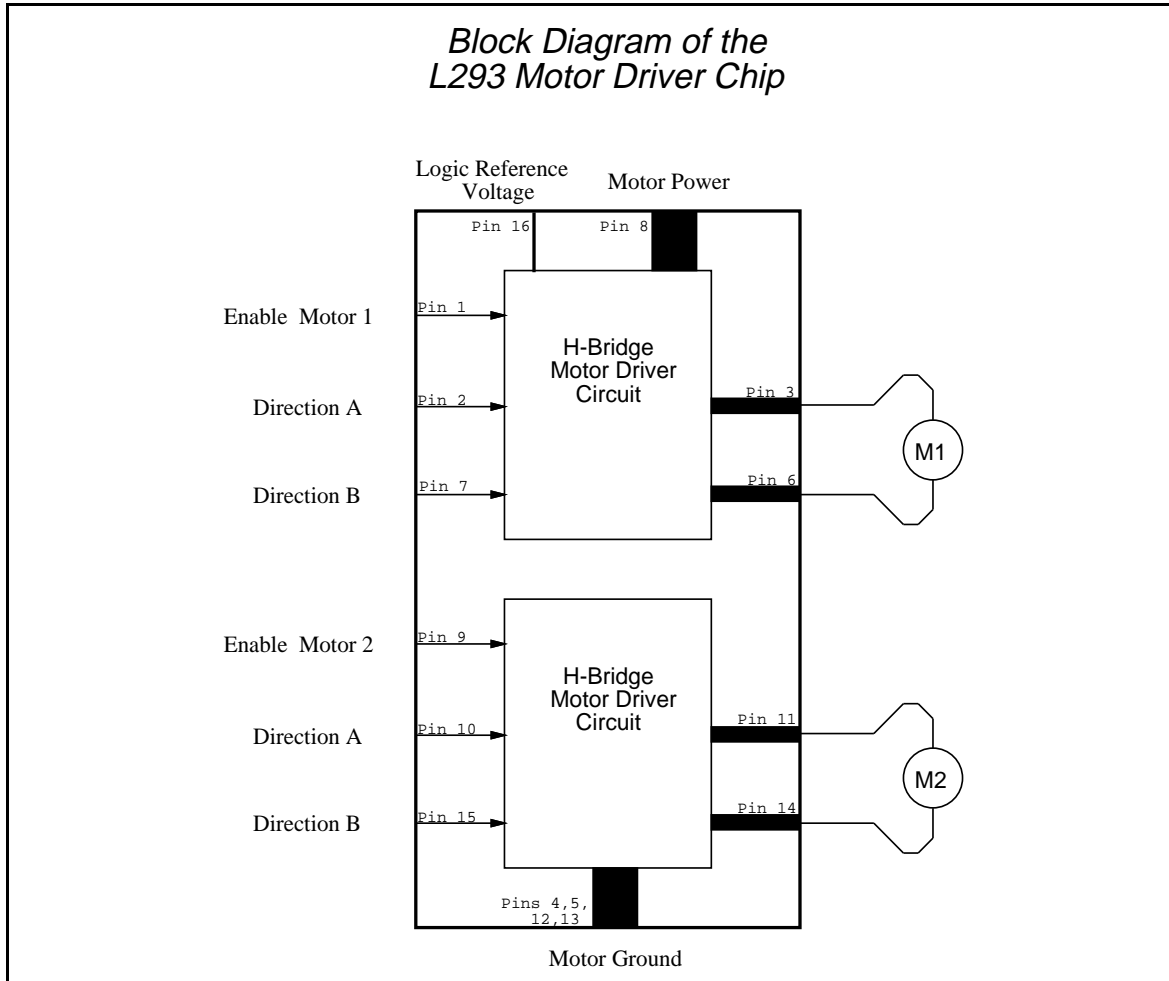 Block Diagram of the
L293 Motor Driver Chip
Logic Reference
Voltage
Motor Power
Pin 16
Pin 8
Enable Motor 1
Pin 1
H-Bridge
Motor Driver
Circuit
Direction A
Pin 2
Pin 3
M1
Direction B
Pin 7
Pin 6
Enable Motor 2
Pin 9
H-Bridge
Motor Driver
Circuit
Direction A
Pin 10
Pin 11
M2
Direction B
Pin 15
Pin 14
Pins 4,5,
12,13
Motor Ground